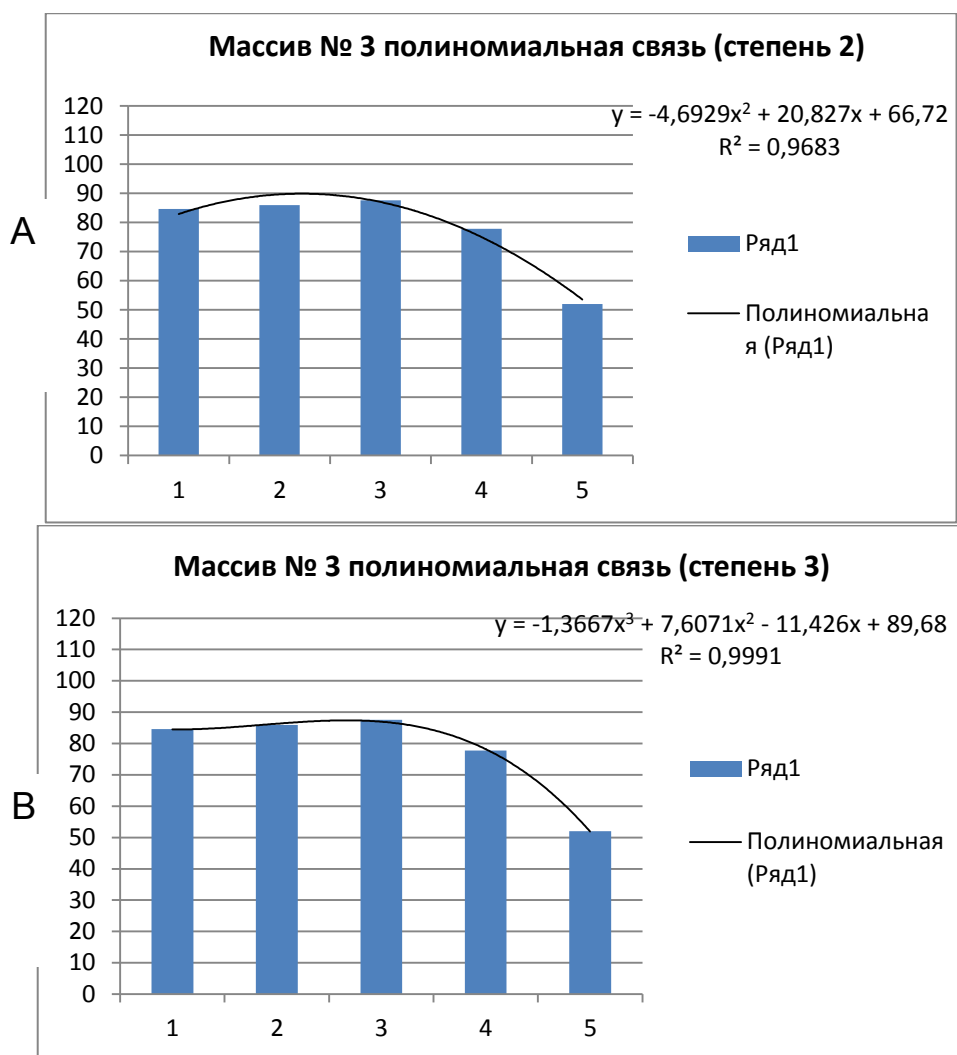 Массив № 3 полиномиальная связь (степень 2)
y = -4,6929x² + 20,827x + 66,72
R² = 0,9683
120
110
100
90
80
70
60
50
40
30
20
10
0
1 2 3 4 5
Ряд1
Полиномиальна
я (Ряд1)
A
Массив № 3 полиномиальная связь (степень 3)
y = -1,3667x³ + 7,6071x² - 11,426x + 89,68
R² = 0,9991
120
110
100
90
80
70
60
50
40
30
20
10
0
1 2 3 4 5
Ряд1
Полиномиальная
(Ряд1)
B